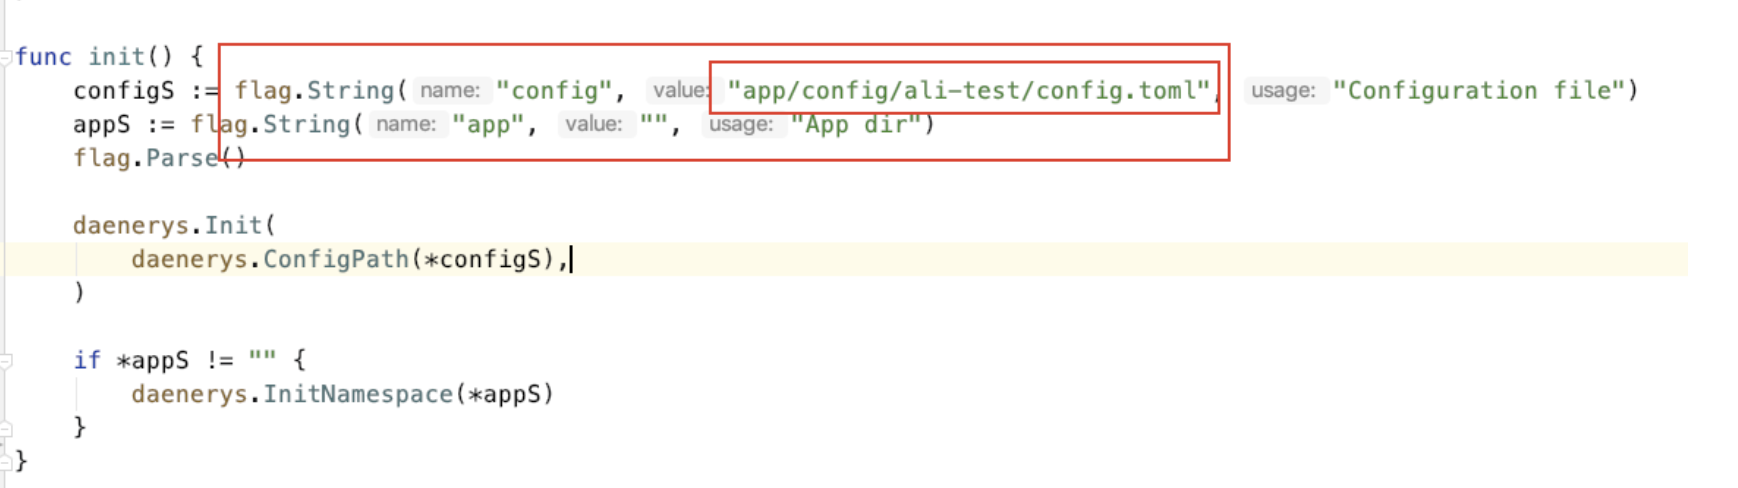 func init() {
configS := flag.String( name: "config", value: "app/config/ali-test/config.toml", usage: "Configuration file")
appS := flag.String( name: "app", value: "", usage: "App dir")
flag.Parse()
daenerys.Init(
daenerys.ConfigPath(*configS),
)
if *appS != "" {
daenerys.InitNamespace(*appS)
}
}